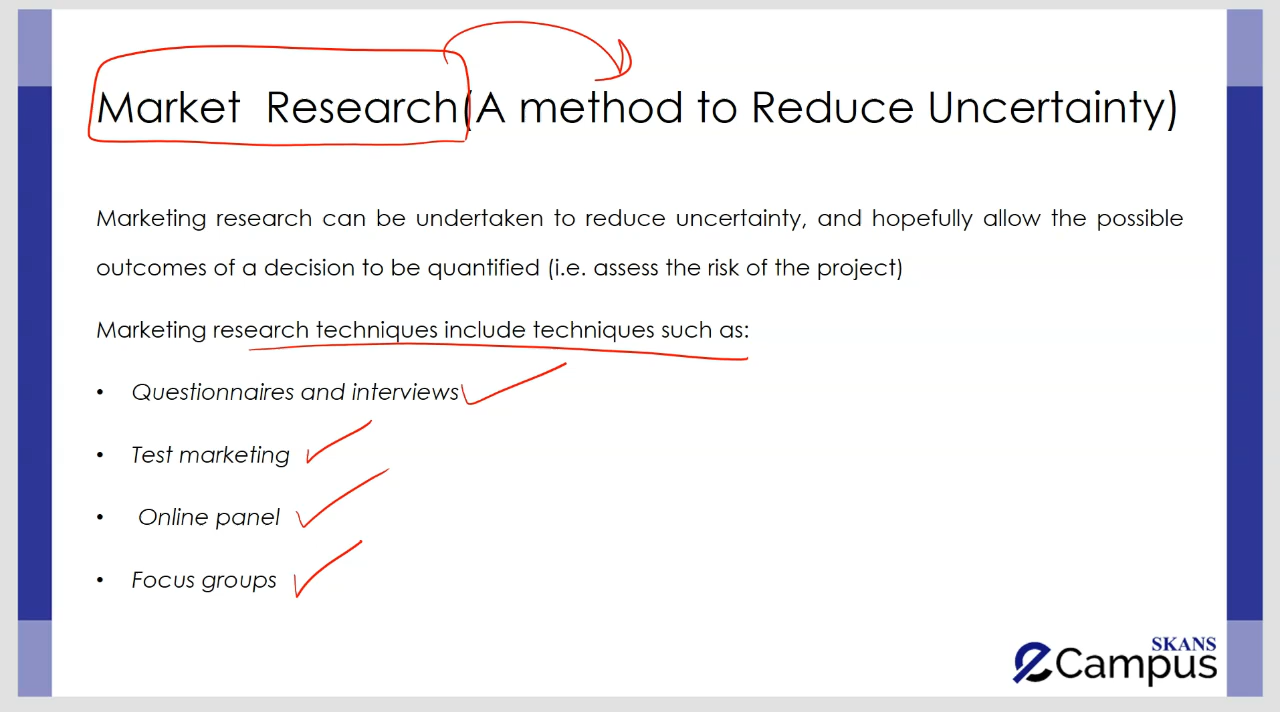 Market Research(A method to Reduce Uncertainty)
Marketing research can be undertaken to reduce uncertainty, and hopefully allow the possible
outcomes of a decision to be quantified (i.e. assess the risk of the project)
Marketing research techniques include techniques such as:
• Questionnaires and interviews
• Test marketing
• Online panel
• Focus groups
SKANS
eCampus